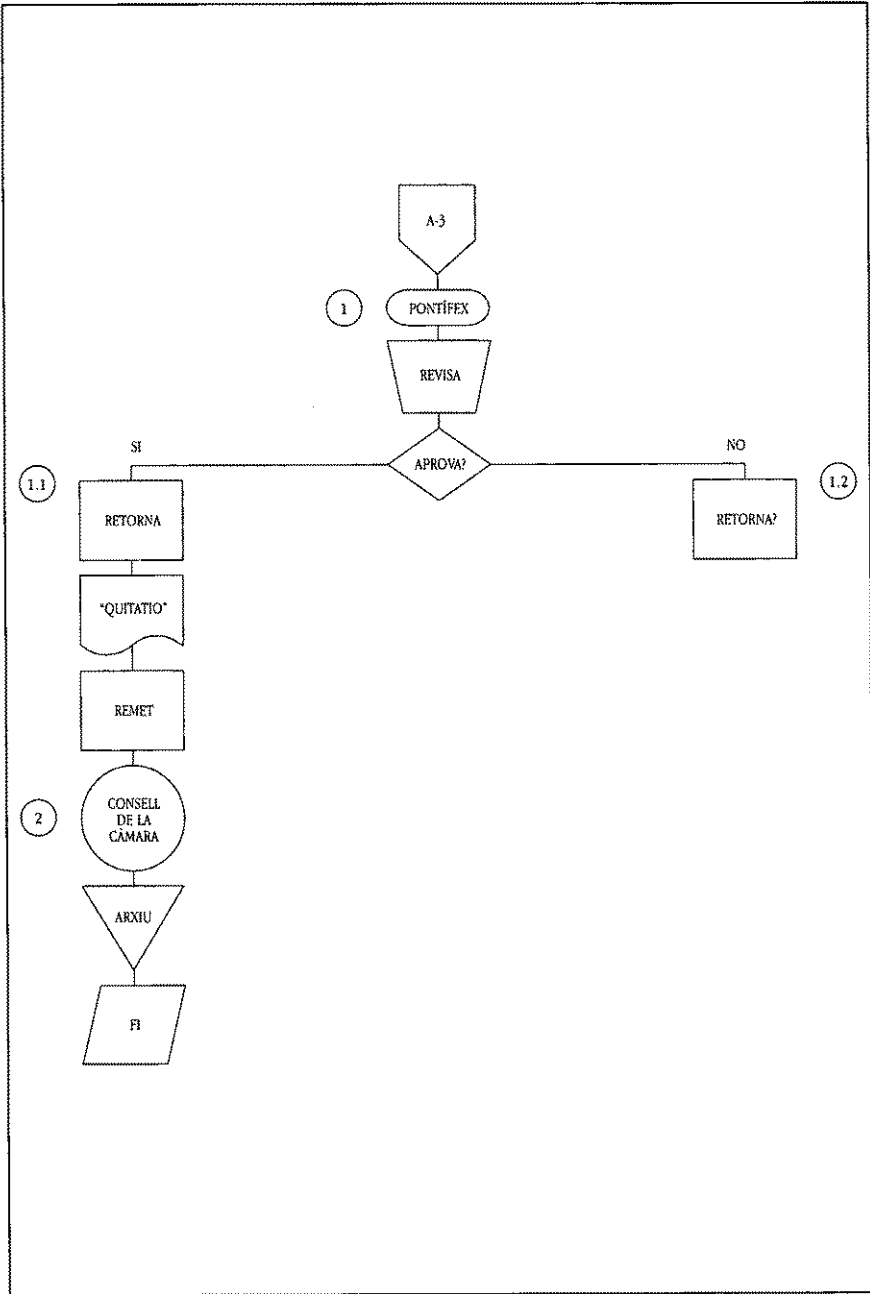 A-3
1
PONTÍFEX
REVISA
SI
APROVA?
NO
1.1
RETORNA
RETORNA?
1.2
"QUITATIO"
REMET
2
CONSELL
DE LA
CÀMARA
ARXIU
FI